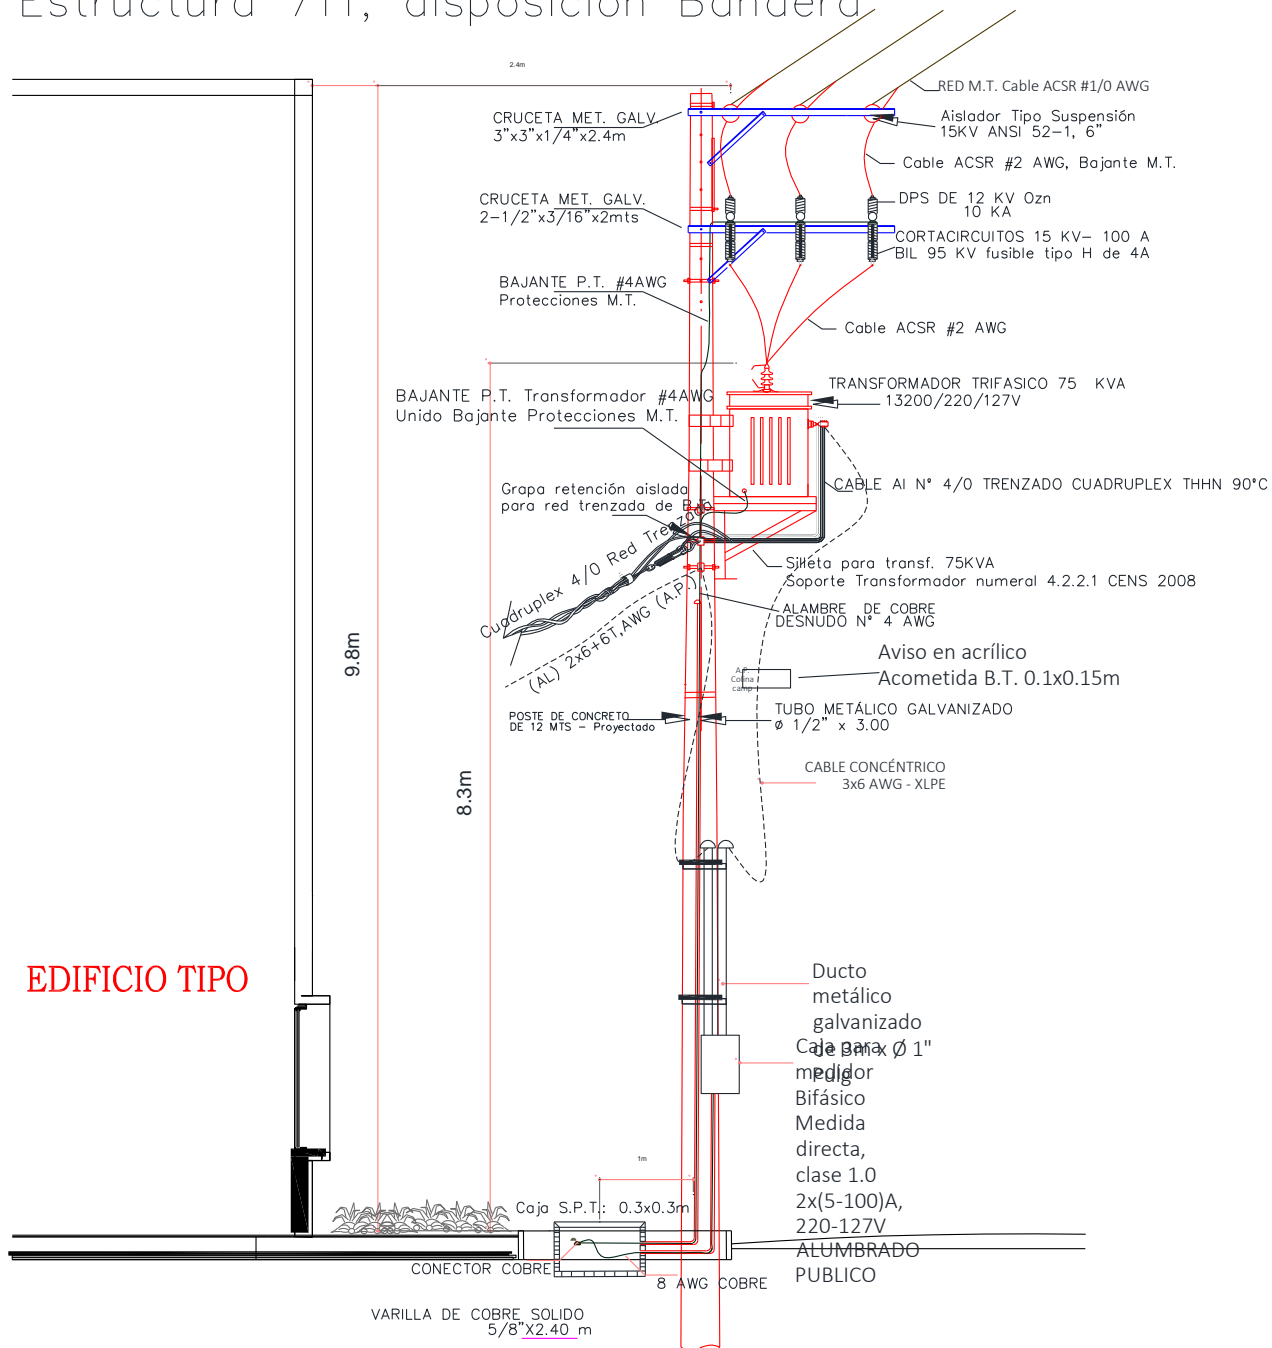 Estructura 711, disposición Bandera
2.4m
RED M.T. Cable ACSR #1/0 AWG
CRUCETA MET. GALV.
3"x3"x1/4"x2.4m
Aislador Tipo Suspensión
15KV ANSI 52-1, 6"
Cable ACSR #2 AWG, Bajante M.T.
CRUCETA MET. GALV.
2-1/2"x3/16"x2mts
DPS DE 12 KV Ozn
10 KA
CORTACIRCUITOS 15 KV- 100 A
BIL 95 KV fusible tipo H de 4A
BAJANTE P.T. #4AWG
Protecciones M.T.
Cable ACSR #2 AWG
BAJANTE P.T. Transformador #4AWG
Unido Bajante Protecciones M.T.
TRANSFORMADOR TRIFASICO 75 KVA
13200/220/127V
Grapa retención aislada
para red trenzada de B.T.
CABLE Al N° 4/0 TRENZADO CUADRUPLEX THHN 90°C
Cuadruplex 4/0 Red Trenzada
(AL) 2x6+6T,AWG (A.P.)
Silleta para transf. 75KVA
Soporte Transformador numeral 4.2.2.1 CENS 2008
ALAMBRE DE COBRE
DESNUDO N° 4 AWG
9.8m
8.3m
A.P.
Colina
camp
Aviso en acrílico
Acometida B.T. 0.1x0.15m
POSTE DE CONCRETO
DE 12 MTS - Proyectado
TUBO METÁLICO GALVANIZADO
ø 1/2" x 3.00
CABLE CONCÉNTRICO
3x6 AWG - XLPE
EDIFICIO TIPO
Ducto
metálico
galvanizado
de 3m x Ø 1"
Pulg
Caja para
medidor
Bifásico
Medida
directa,
clase 1.0
2x(5-100)A,
220-127V
ALUMBRADO
PUBLICO
1m
Caja S.P.T.: 0.3x0.3m
CONECTOR COBRE
8 AWG COBRE
VARILLA DE COBRE SOLIDO
5/8"X2.40 m